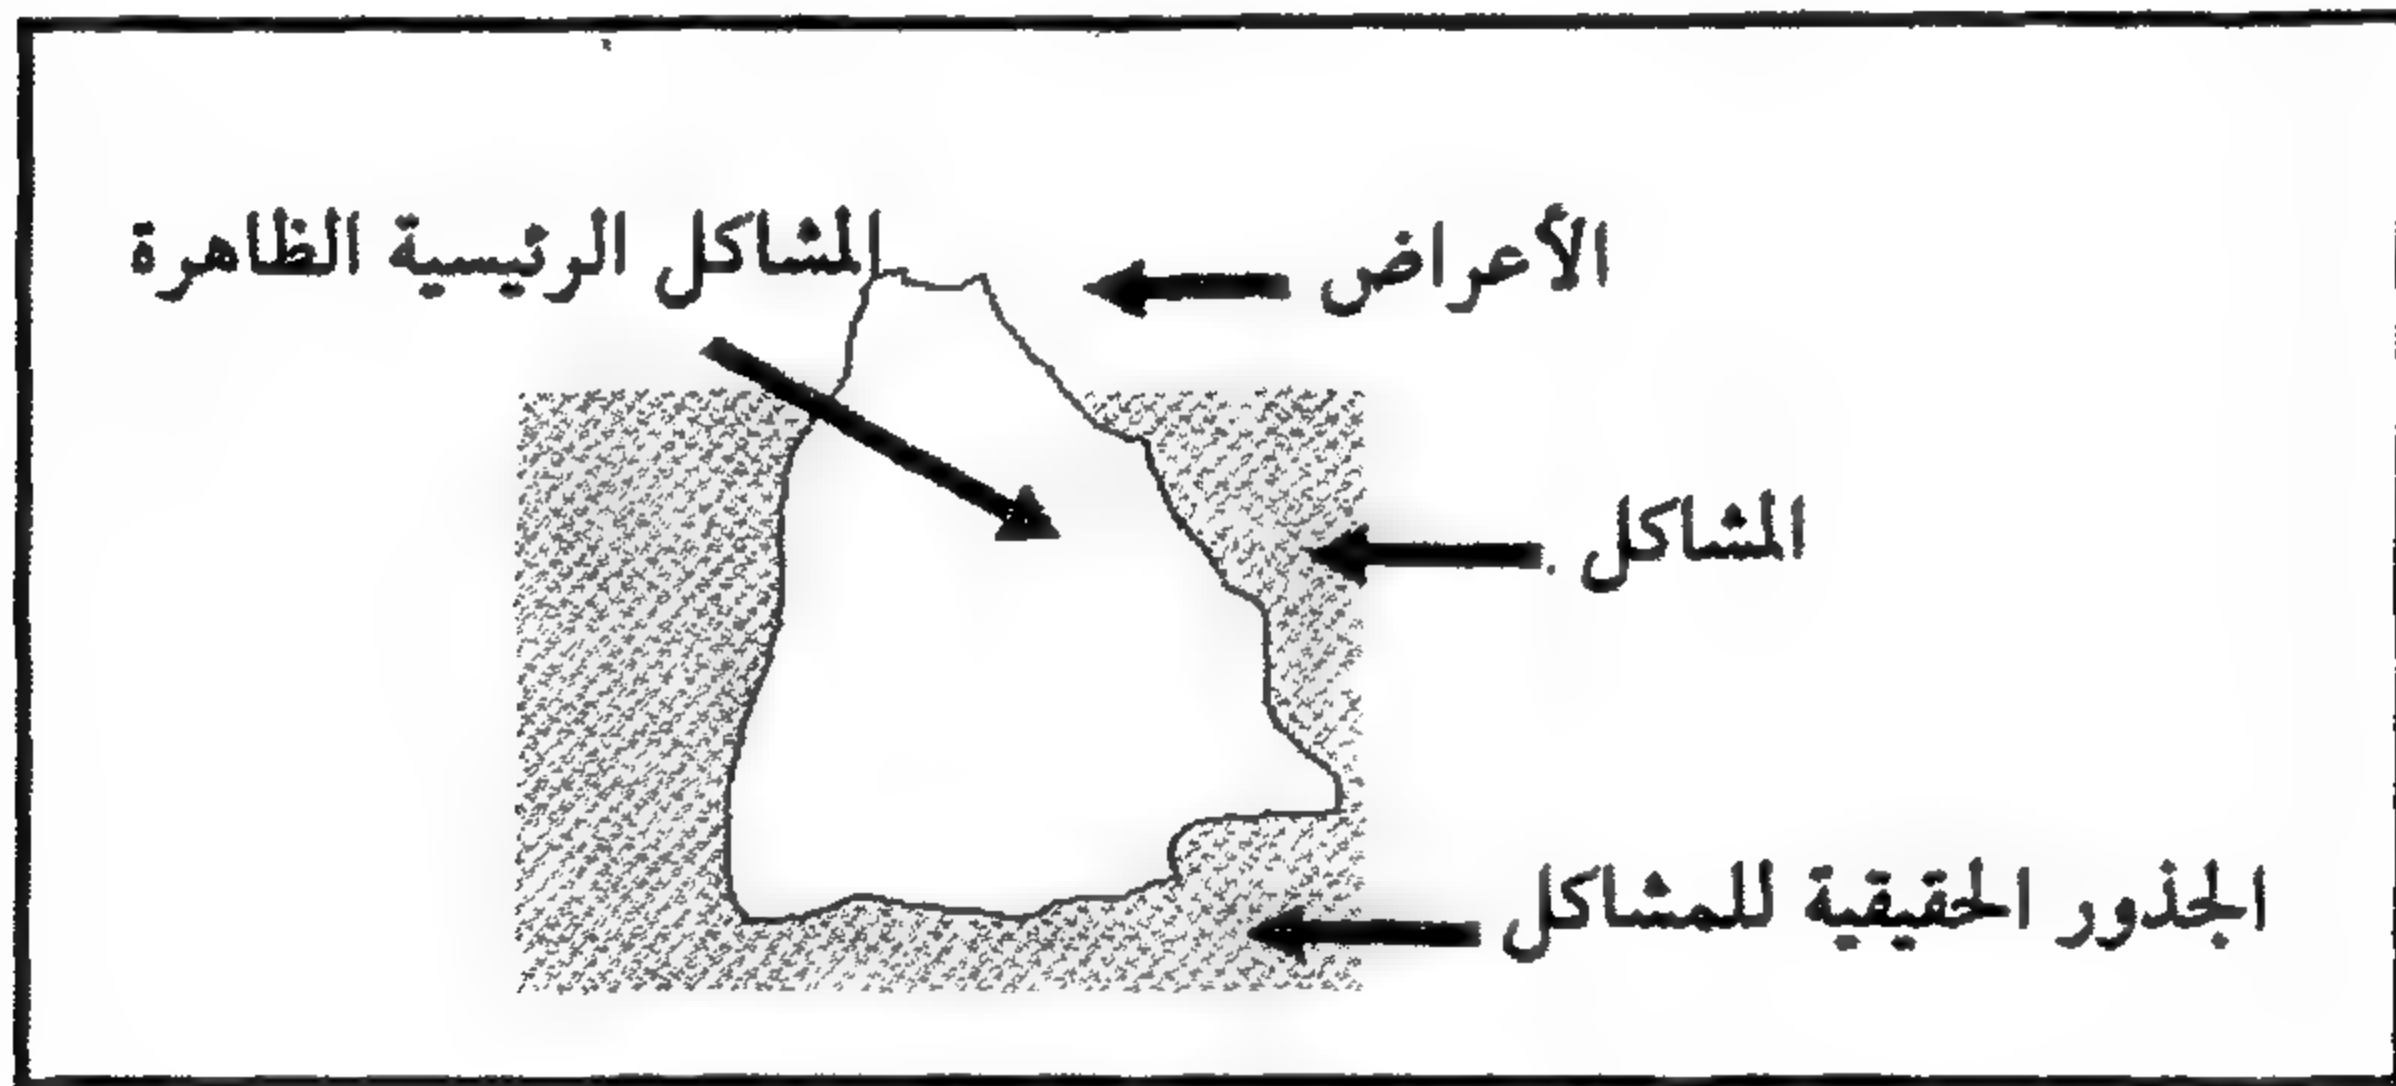 الأعراض
المشاكل الرئيسية الظاهرة
المشاكل
الجذور الحقيقية للمشاكل